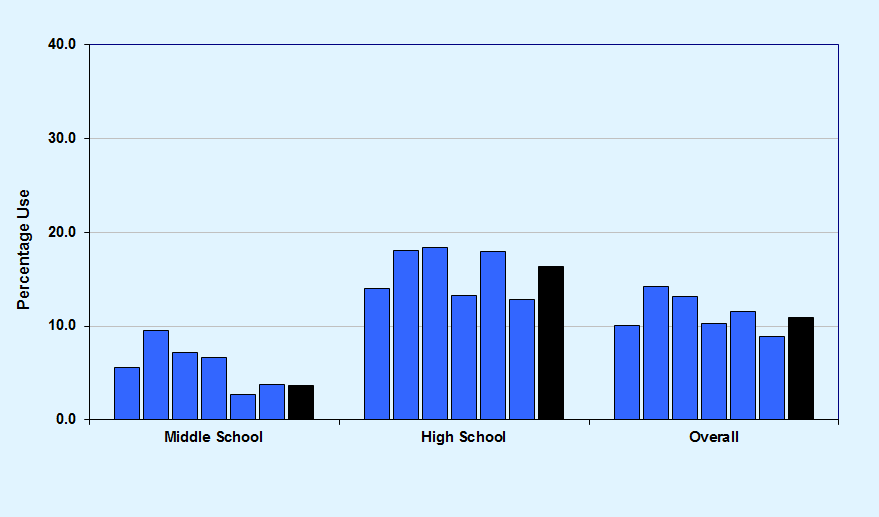 40.0
30.0
20.0
10.0
0.0
Percentage Use
Middle School
High School
Overall